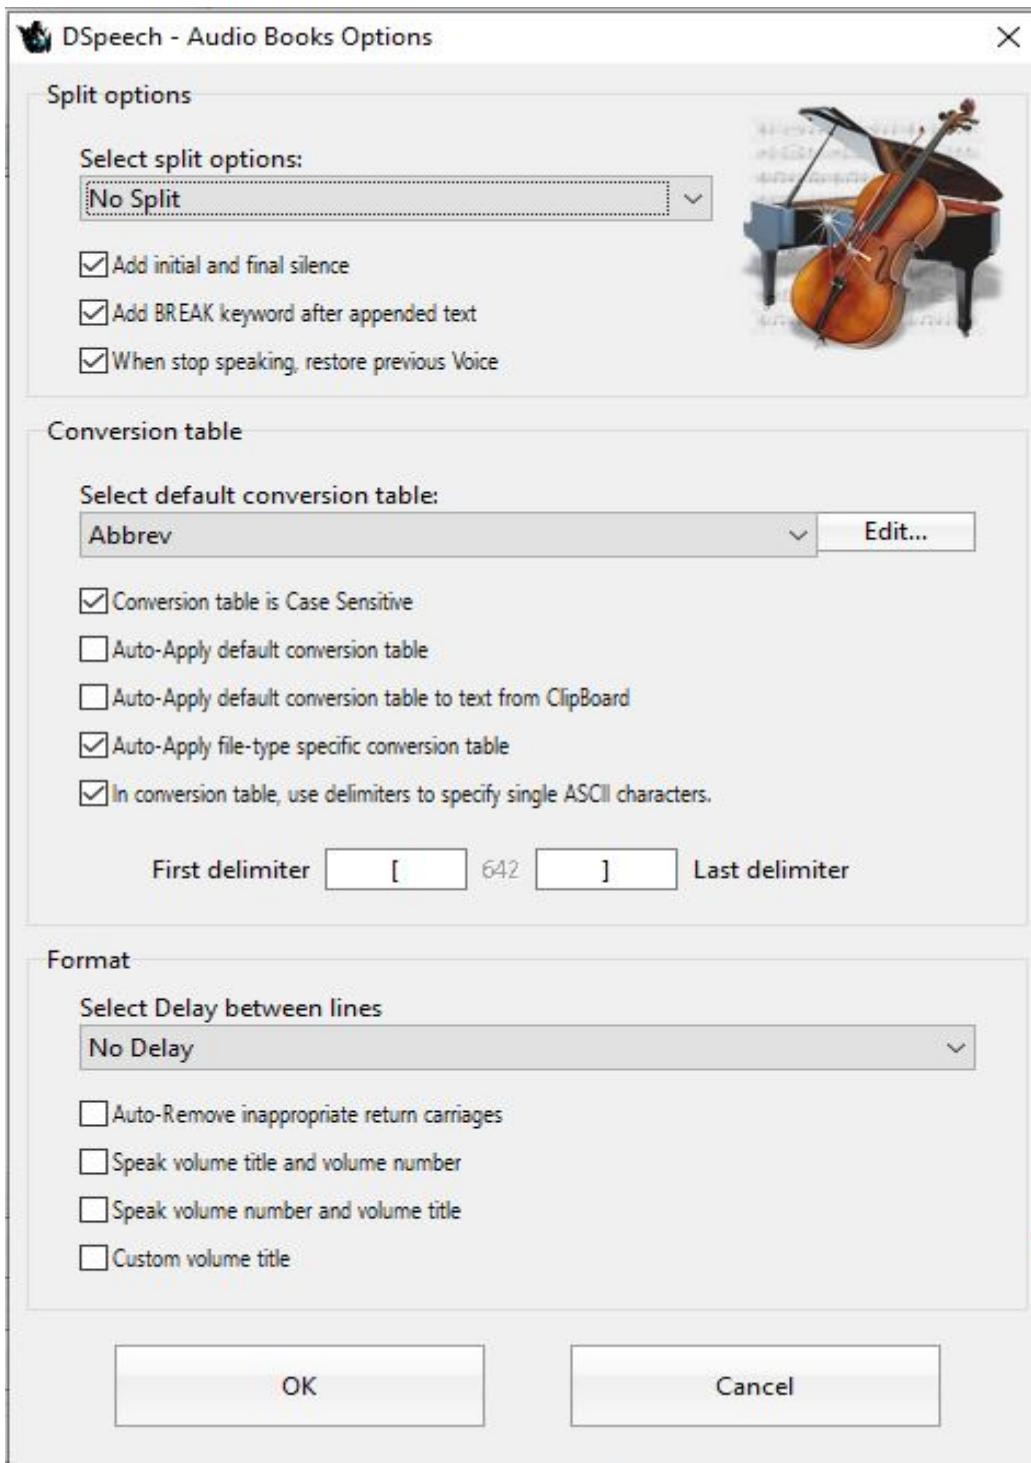 DSpeech - Audio Books Options
Split options
Select split options:
No Split
Add initial and final silence
Add BREAK keyword after appended text
When stop speaking, restore previous Voice
Conversion table
Select default conversion table:
Abbrev Edit...
Conversion table is Case Sensitive
Auto-Apply default conversion table
Auto-Apply default conversion table to text from ClipBoard
Auto-Apply file-type specific conversion table
In conversion table, use delimiters to specify single ASCII characters.
First delimiter [ 642 ] Last delimiter
Format
Select Delay between lines
No Delay
Auto-Remove inappropriate return carriages
Speak volume title and volume number
Speak volume number and volume title
Custom volume title
OK Cancel